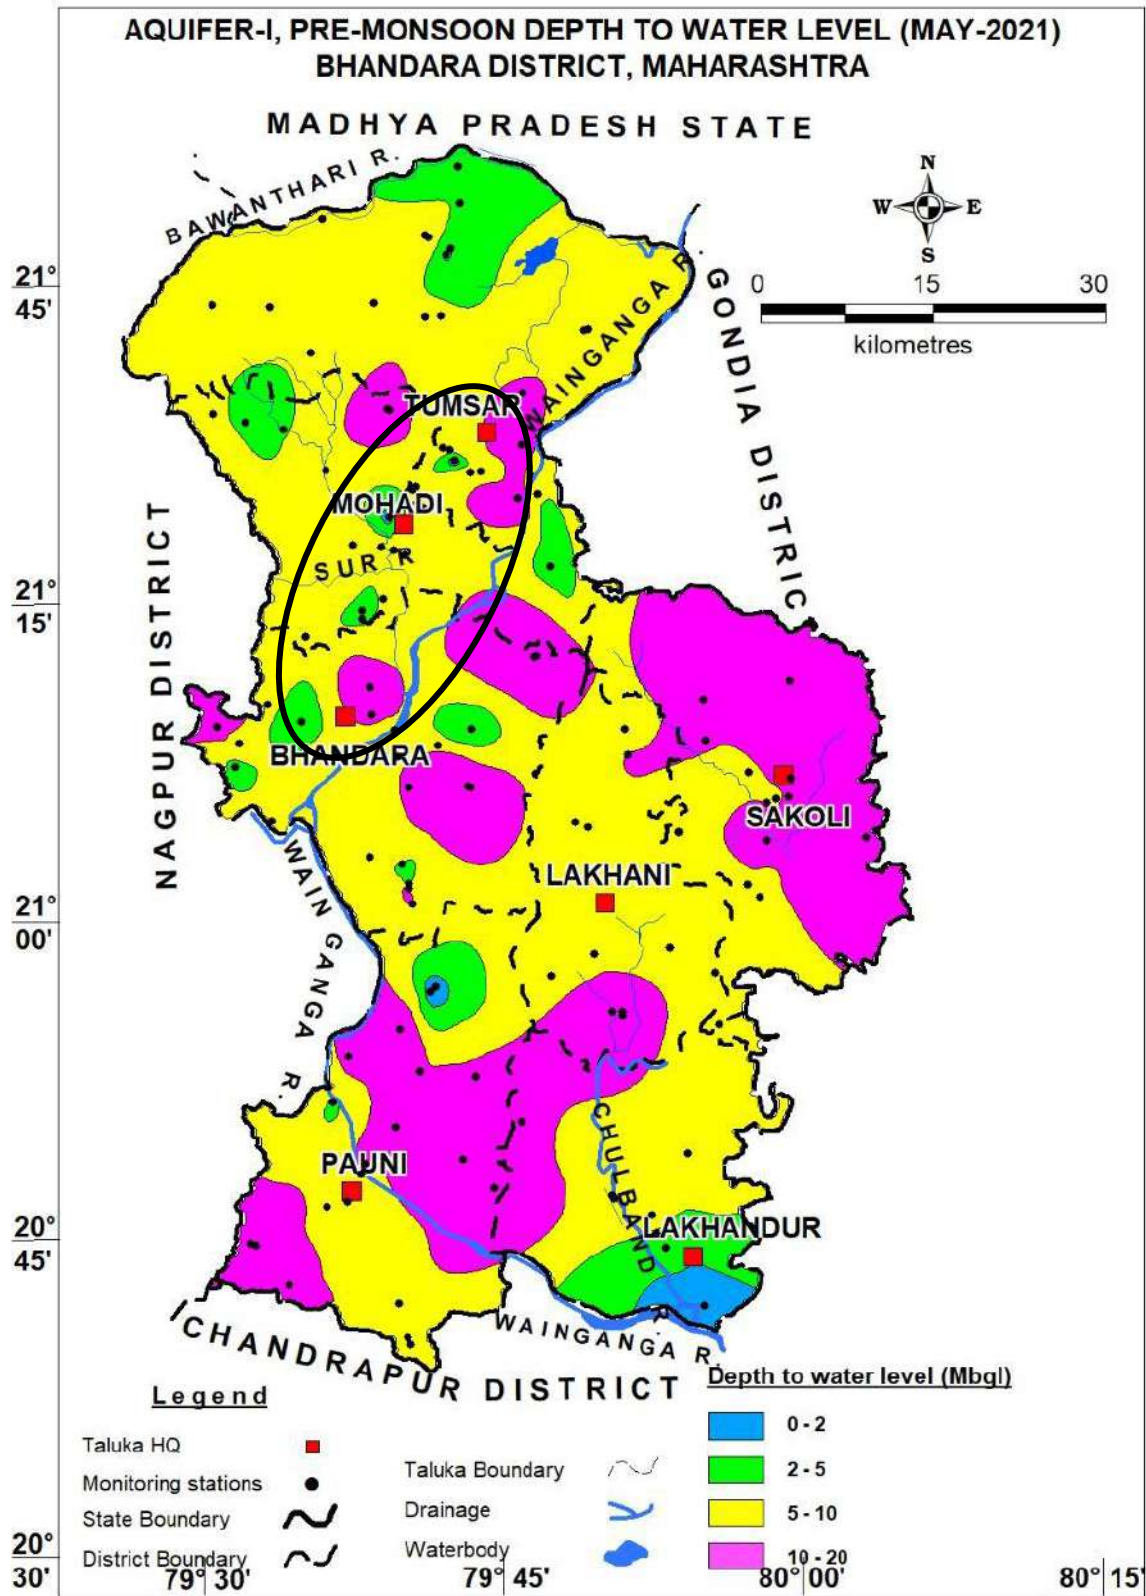 AQUIFER-I, PRE-MONSOON DEPTH TO WATER LEVEL (MAY-2021)
BHANDARA DISTRICT, MAHARASHTRA
MADHYA PRADESH STATE
BAWANTHARI R.
N
W E
S
0 15 30
kilometres
21°
45'
WAINGANGA R.
GONDIA DISTRICT
TUMSAR
MOHADI
SUR R
NAGPUR DISTRICT
21°
15'
BHANDARA
SAKOLI
LAKHANI
21°
00'
WAIN GANGA R.
CHULBAND R.
PAUNI
LAKHANDUR
20°
45'
WAINGANGA R.
CHANDRAPUR DISTRICT
Legend
Taluka HQ
Monitoring stations
State Boundary
District Boundary
Taluka Boundary
Drainage
Waterbody
Depth to water level (Mbgl)
0 - 2
2 - 5
5 - 10
10 - 20
20°
30'
79°30' 79°45' 80°00' 80°15'